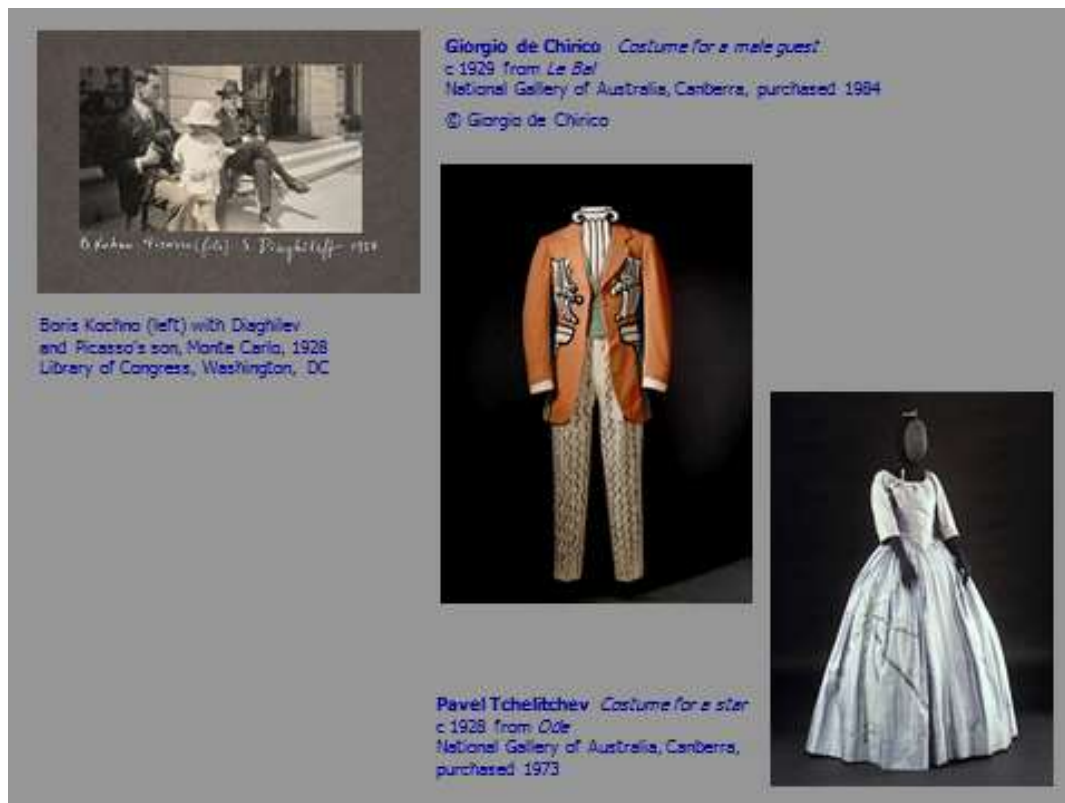 Giorgio de Chirico Costume for a male guest
c 1929 from Le Bal
National Gallery of Australia, Canberra, purchased 1984
© Giorgio de Chirico
S Diaghileff 1928
Boris Kochno (left) with Diaghilev
and Picasso's son, Monte Carlo, 1928
Library of Congress, Washington, DC
Pavel Tchelitchev Costume for a star
c 1928 from Ode
National Gallery of Australia, Canberra,
purchased 1973